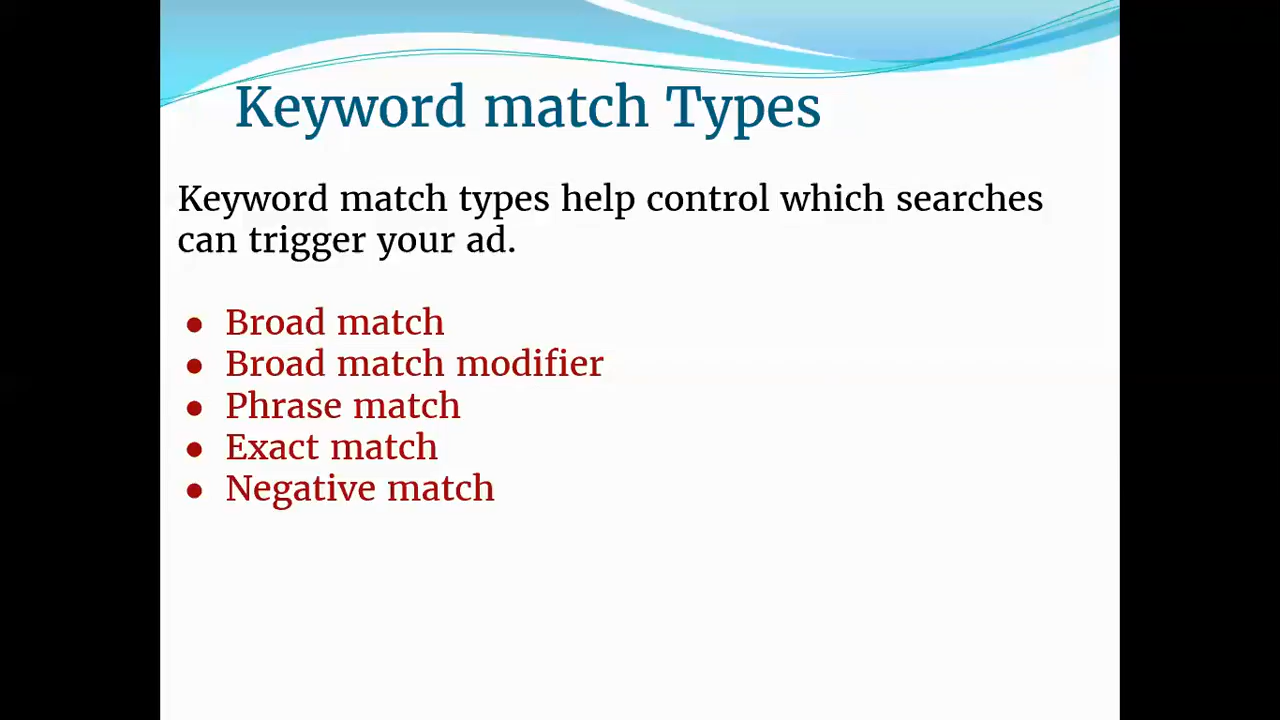 Keyword match Types
Keyword match types help control which searches
can trigger your ad.
● Broad match
● Broad match modifier
● Phrase match
● Exact match
● Negative match